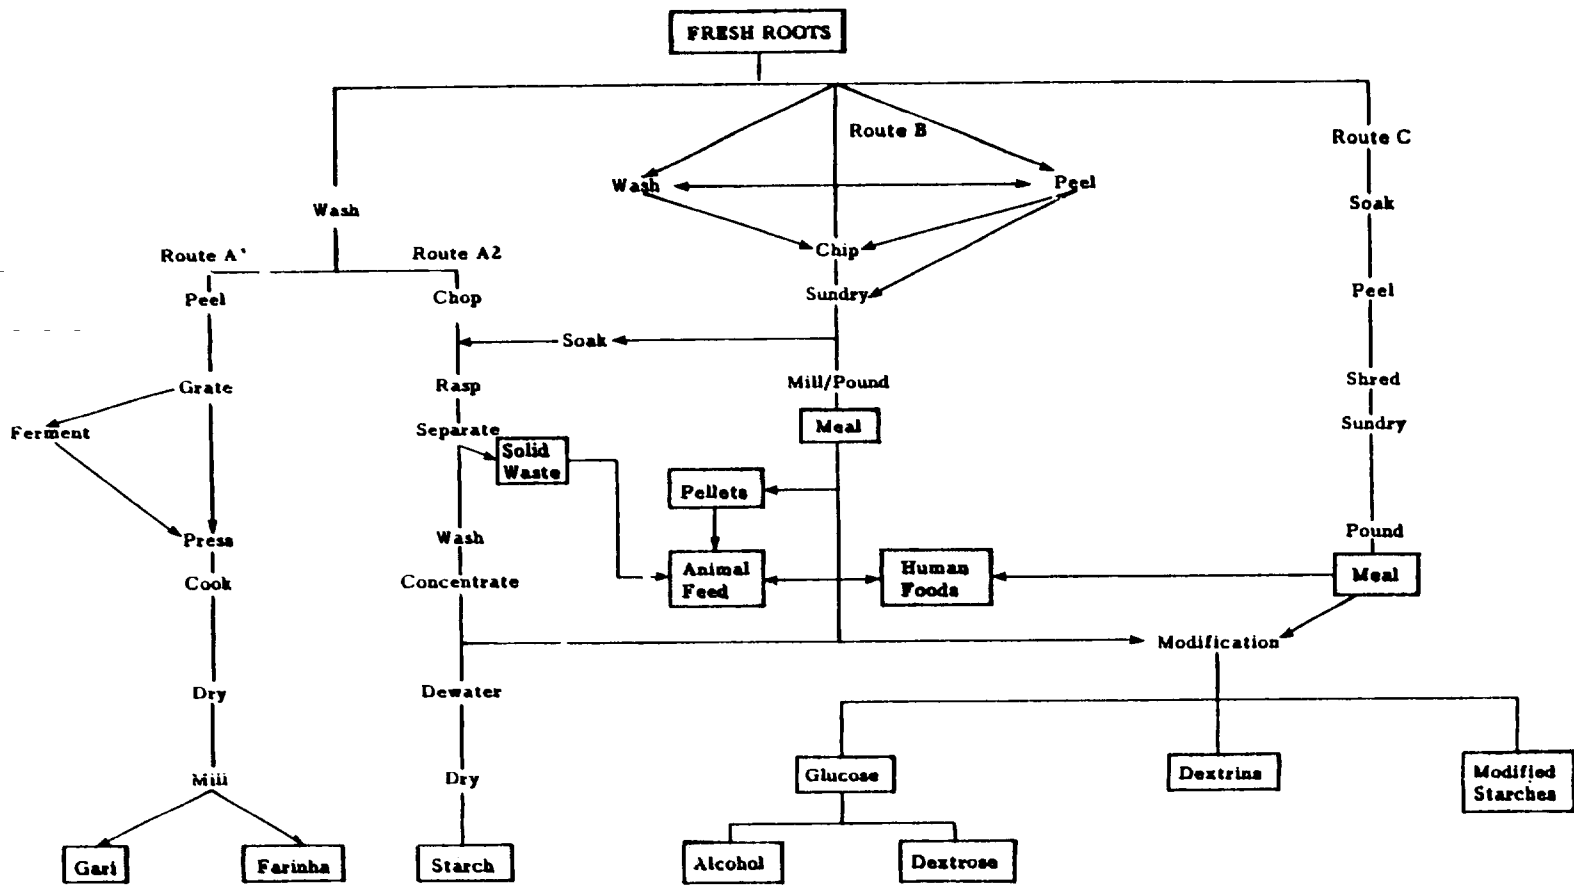 FRESH ROOTS
Route B
Route C
Wash
Peel
Soak
Wash
Route A'
Route A2
Chip
Peel
Chop
Sundry
Peel
Soak
Grate
Rasp
Mill/Pound
Shred
Ferment
Separate
Meal
Sundry
Solid
Waste
Pellets
Press
Wash
Pound
Cook
Concentrate
Animal
Feed
Human
Foods
Meal
Modification
Dry
Dewater
Mill
Dry
Glucose
Dextrins
Modified
Starches
Gari
Farinha
Starch
Alcohol
Dextrose